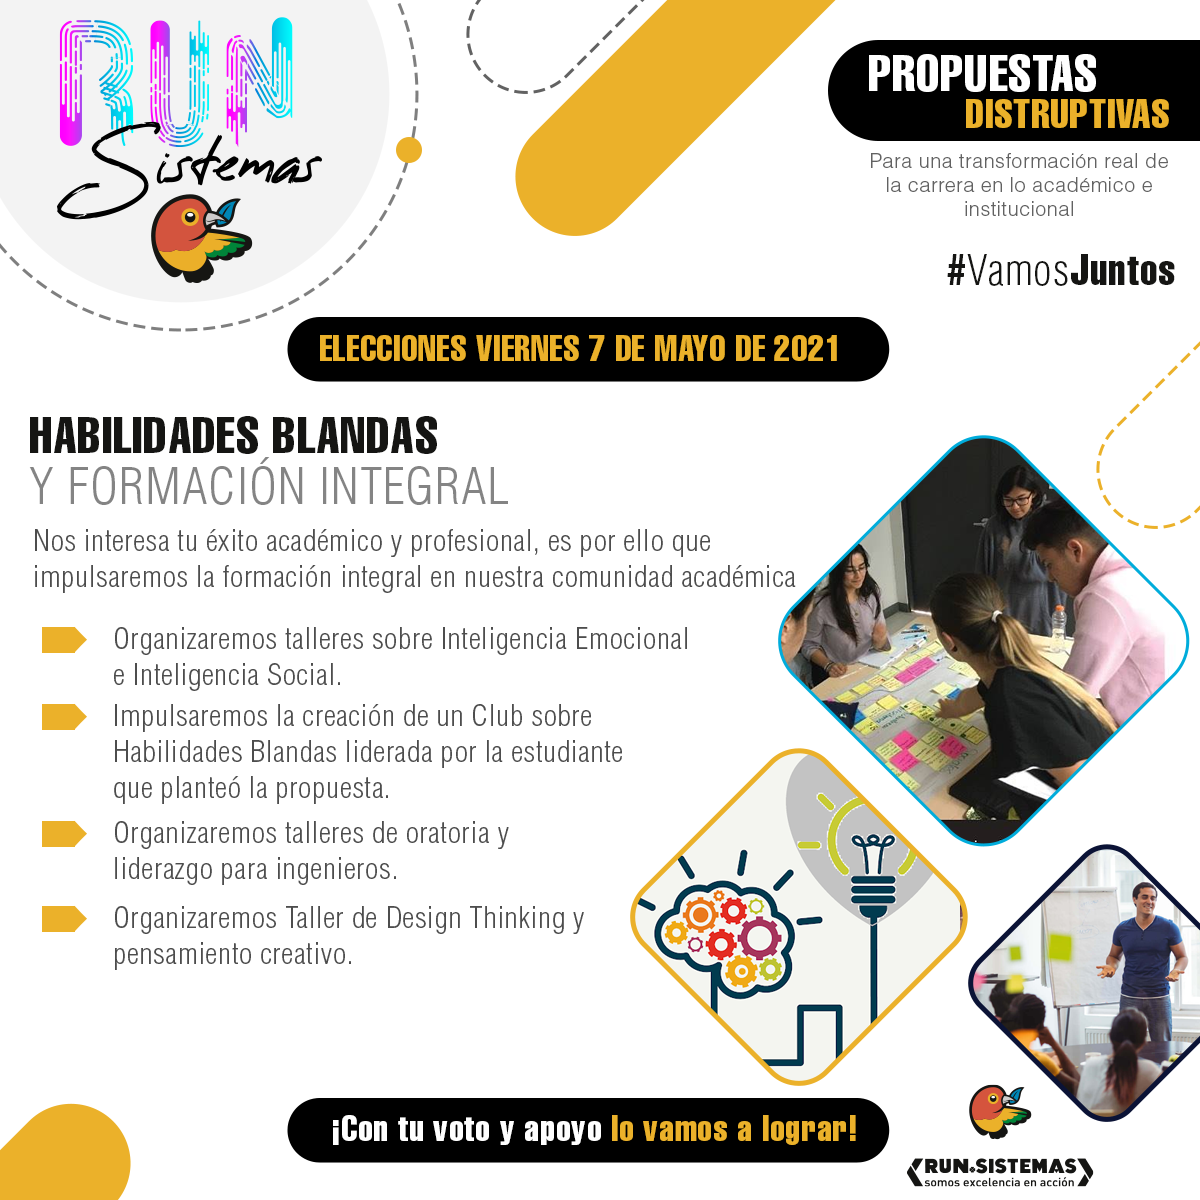 RUN
Sistemas
PROPUESTAS
DISTRUPTIVAS
Para una transformación real de
la carrera en lo académico e
institucional
#VamosJuntos
ELECCIONES VIERNES 7 DE MAYO DE 2021
HABILIDADES BLANDAS
Y FORMACIÓN INTEGRAL
Nos interesa tu éxito académico y profesional, es por ello que
impulsaremos la formación integral en nuestra comunidad académica
Organizaremos talleres sobre Inteligencia Emocional
e Inteligencia Social.
Impulsaremos la creación de un Club sobre
Habilidades Blandas liderada por la estudiante
que planteó la propuesta.
Organizaremos talleres de oratoria y
liderazgo para ingenieros.
Organizaremos Taller de Design Thinking y
pensamiento creativo.
¡Con tu voto y apoyo lo vamos a lograr!
RUN SISTEMAS
somos excelencia en acción